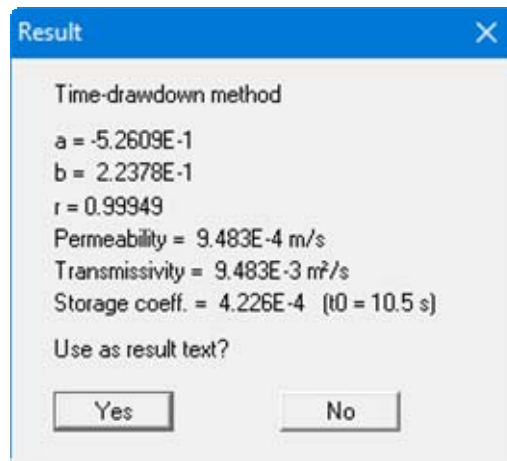 Result
Time-drawdown method
a = -5.2609E-1
b = 2.2378E-1
r = 0.99949
Permeability = 9.483E-4 m/s
Transmissivity = 9.483E-3 m²/s
Storage coeff. = 4.226E-4 (t0 = 10.5 s)
Use as result text?
Yes
No